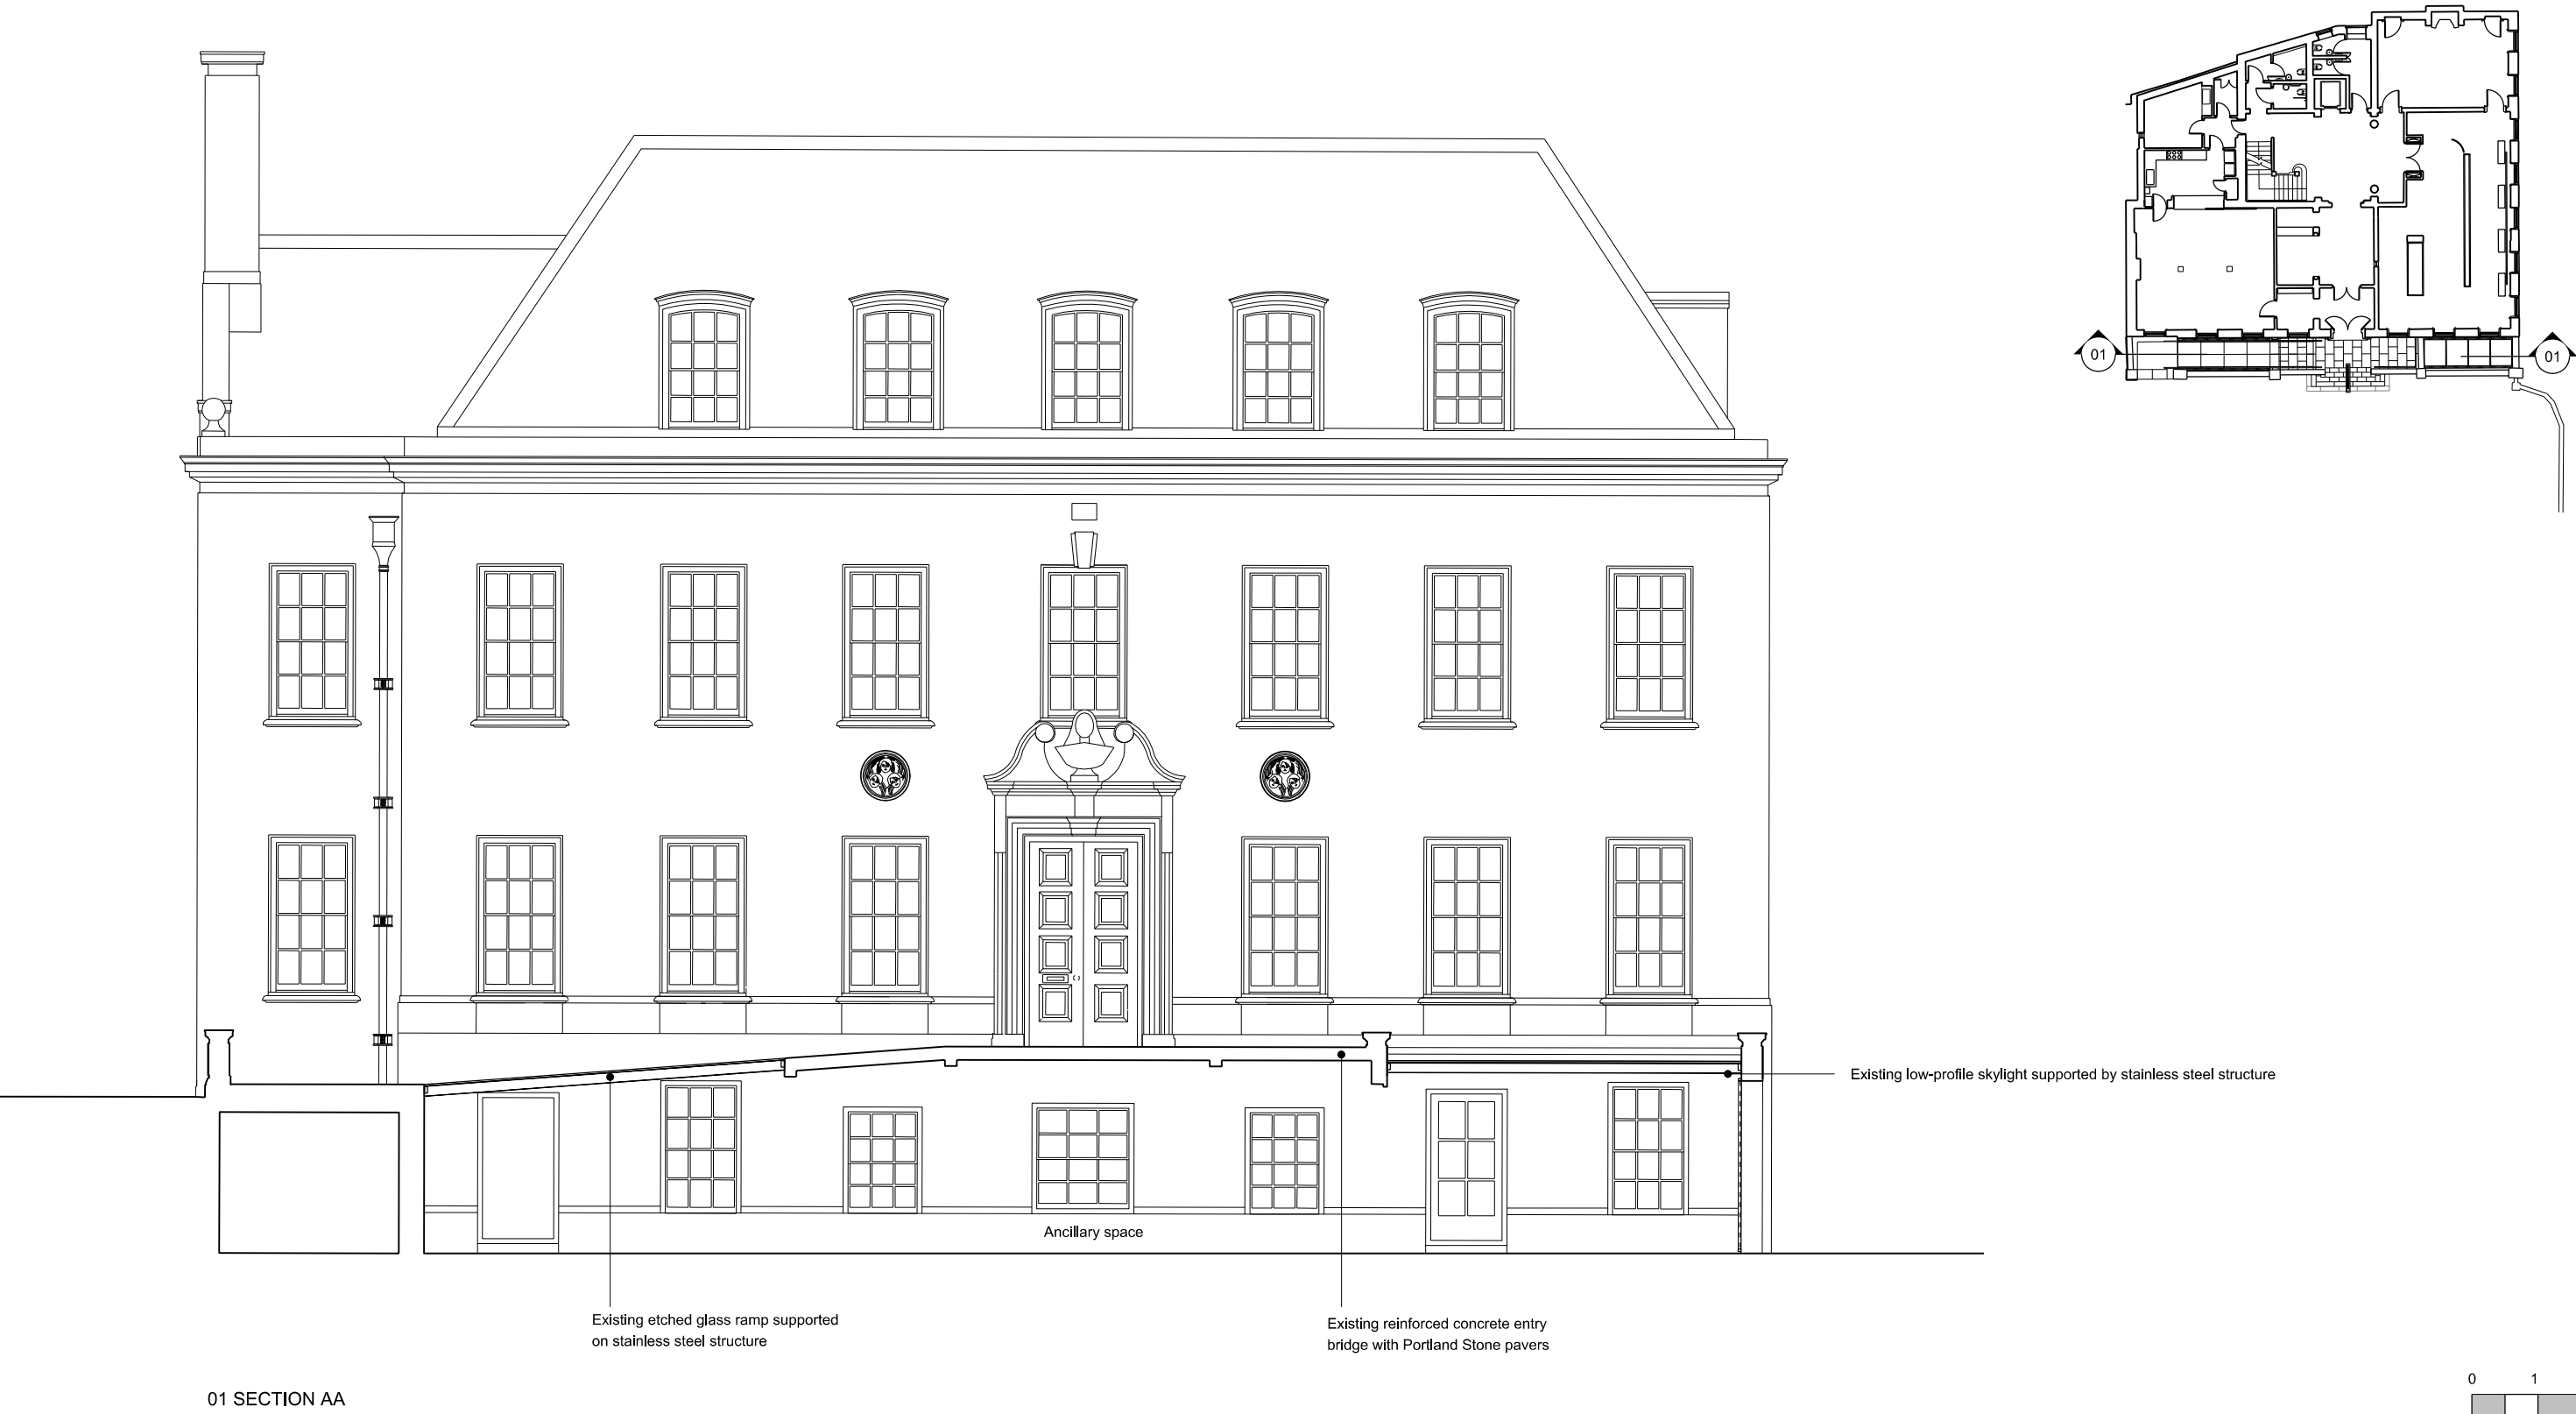 01
01
Existing low-profile skylight supported by stainless steel structure
Ancillary space
Existing etched glass ramp supported
on stainless steel structure
Existing reinforced concrete entry
bridge with Portland Stone pavers
01 SECTION AA
0 1